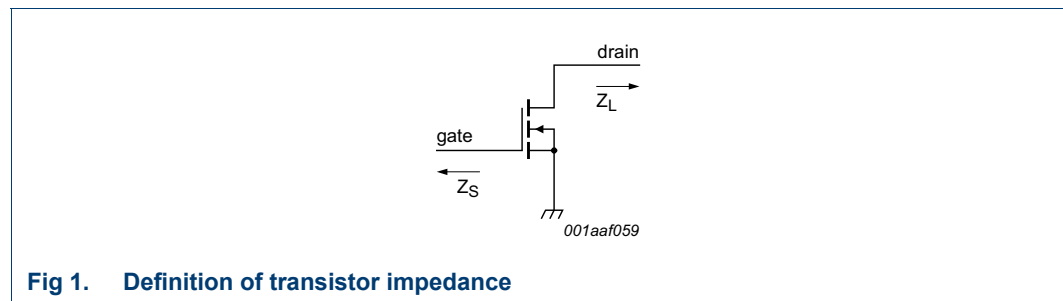 drain
Z_L
gate
Z_S
001aaf059
Fig 1. Definition of transistor impedance